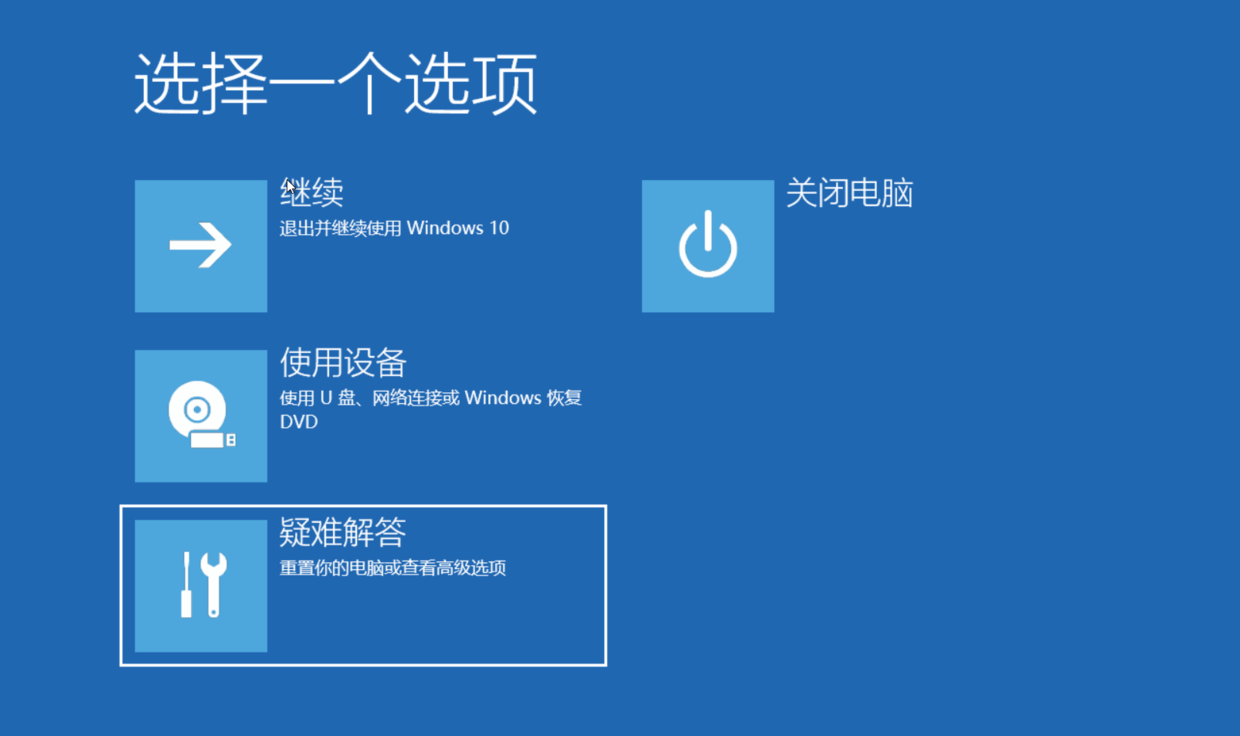 选择一个选项
继续
退出并继续使用 Windows 10
关闭电脑
使用设备
使用 U 盘、网络连接或 Windows 恢复
DVD
疑难解答
重置你的电脑或查看高级选项